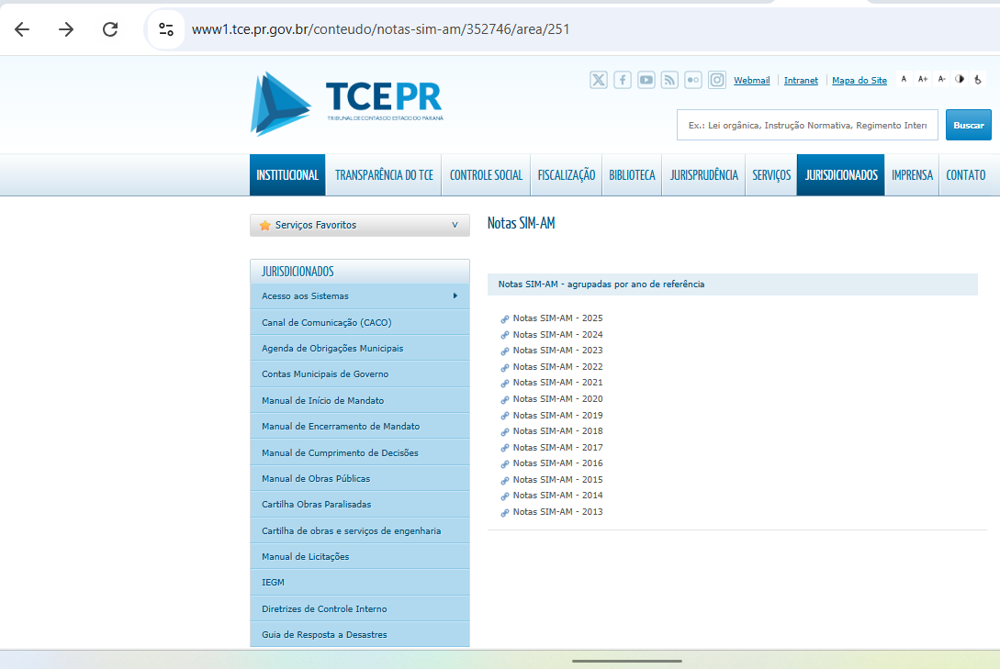 www1.tce.pr.gov.br/conteudo/notas-sim-am/352746/area/251
TCEPR
TRIBUNAL DE CONTAS DO ESTADO DO PARANÁ
Webmail
Intranet
Mapa do Site
A A+ A-
Ex.: Lei orgânica, Instrução Normativa, Regimento Intern
Buscar
INSTITUCIONAL
TRANSPARÊNCIA DO TCE
CONTROLE SOCIAL
FISCALIZAÇÃO
BIBLIOTECA
JURISPRUDÊNCIA
SERVIÇOS
JURISDICIONADOS
IMPRENSA
CONTATO
Serviços Favoritos
JURISDICIONADOS
Acesso aos Sistemas
Canal de Comunicação (CACO)
Agenda de Obrigações Municipais
Contas Municipais de Governo
Manual de Início de Mandato
Manual de Encerramento de Mandato
Manual de Cumprimento de Decisões
Manual de Obras Públicas
Cartilha Obras Paralisadas
Cartilha de obras e serviços de engenharia
Manual de Licitações
IEGM
Diretrizes de Controle Interno
Guia de Resposta a Desastres
Notas SIM-AM
Notas SIM-AM - agrupadas por ano de referência
Notas SIM-AM - 2025
Notas SIM-AM - 2024
Notas SIM-AM - 2023
Notas SIM-AM - 2022
Notas SIM-AM - 2021
Notas SIM-AM - 2020
Notas SIM-AM - 2019
Notas SIM-AM - 2018
Notas SIM-AM - 2017
Notas SIM-AM - 2016
Notas SIM-AM - 2015
Notas SIM-AM - 2014
Notas SIM-AM - 2013